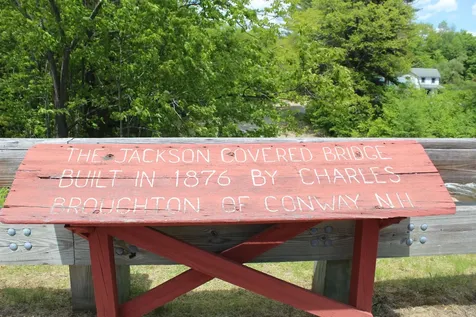 THE JACKSON COVERED BRIDGE
BUILT IN 1876 BY CHARLES
BROUGHTON OF CONWAY N.H.